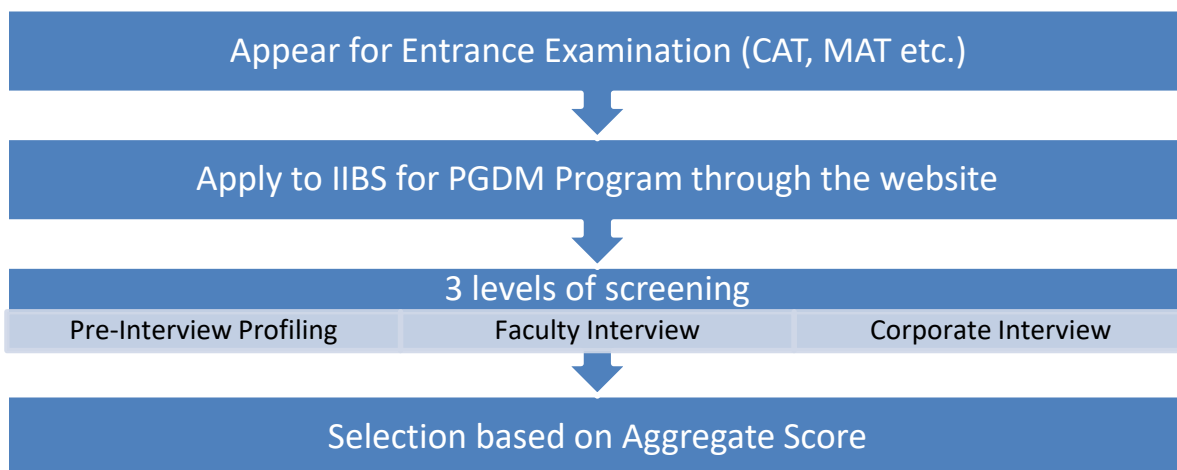 Appear for Entrance Examination (CAT, MAT etc.)
Apply to IIBS for PGDM Program through the website
3 levels of screening
Pre-Interview Profiling
Faculty Interview
Corporate Interview
Selection based on Aggregate Score